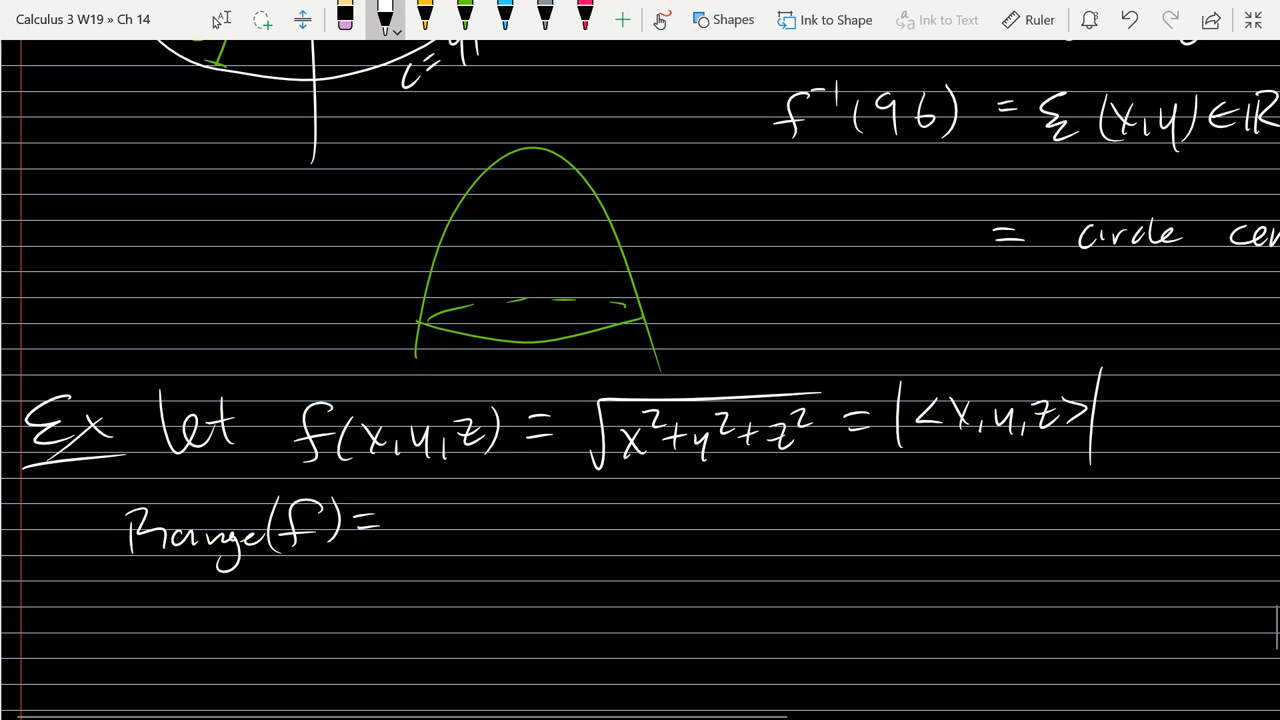 Calculus 3 W19 » Ch 14
Shapes
Ink to Shape
Ink to Text
Ruler
f⁻¹(96) = { (x,y) ∈ ℝ
= circle cen
Ex Let f(x,y,z) = √(x²+y²+z²) = |<x,y,z>|
Range(f) =